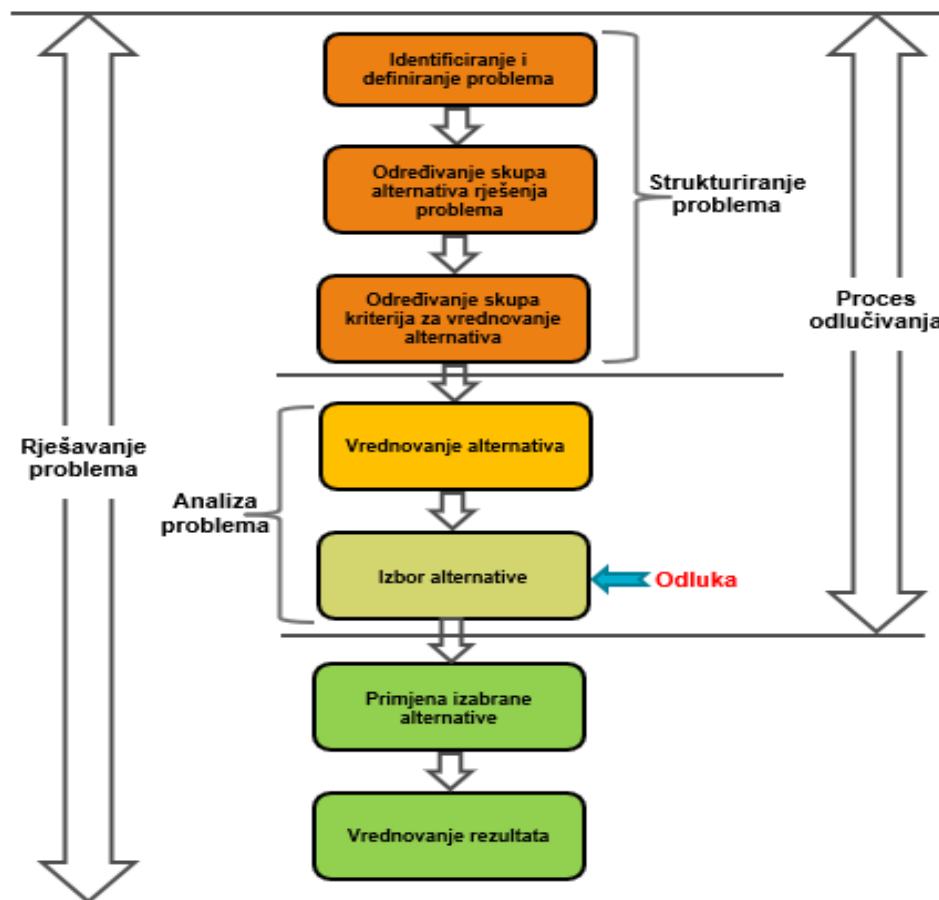 Identificiranje i
definiranje problema
Određivanje skupa
alternativa rješenja
problema
Strukturiranje
problema
Određivanje skupa
kriterija za vrednovanje
alternativa
Proces
odlučivanja
Rješavanje
problema
Vrednovanje alternativa
Analiza
problema
Izbor alternative
Odluka
Primjena izabrane
alternative
Vrednovanje rezultata